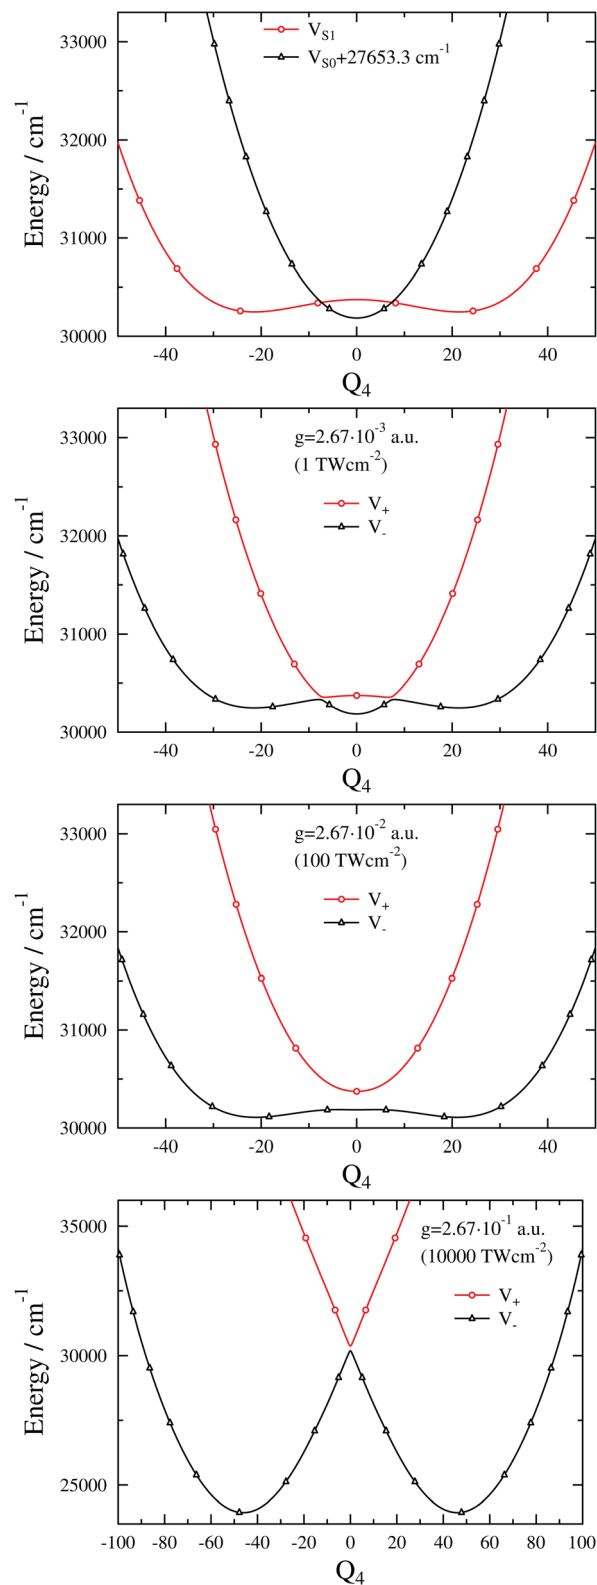 33000
32000
31000
30000
Energy / cm⁻¹
V_S1
V_S0+27653.3 cm⁻¹
-40 -20 0 20 40
Q₄
33000
32000
31000
30000
Energy / cm⁻¹
g=2.67·10⁻³ a.u.
(1 TWcm⁻²)
V₊
V₋
-40 -20 0 20 40
Q₄
33000
32000
31000
30000
Energy / cm⁻¹
g=2.67·10⁻² a.u.
(100 TWcm⁻²)
V₊
V₋
-40 -20 0 20 40
Q₄
35000
30000
25000
Energy / cm⁻¹
g=2.67·10⁻¹ a.u.
(10000 TWcm⁻²)
V₊
V₋
-100 -80 -60 -40 -20 0 20 40 60 80 100
Q₄